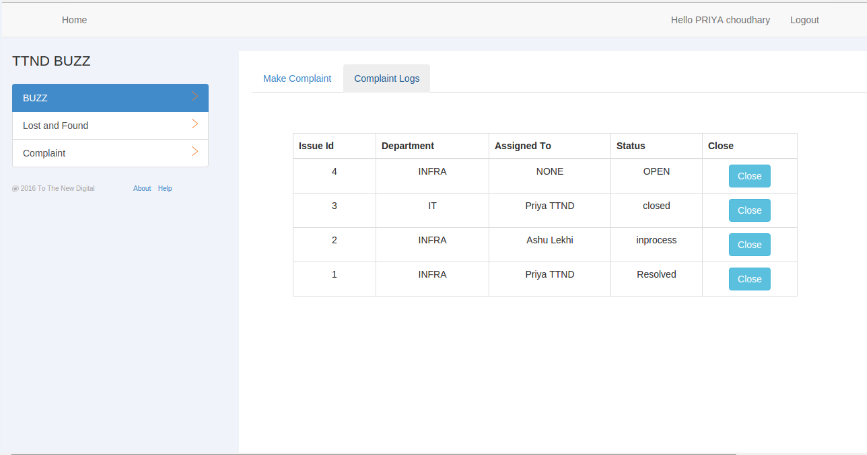 Home Hello PRIYA choudhary Logout
TTND BUZZ
BUZZ
Lost and Found
Complaint
@ 2016 To The New Digital About Help
Make Complaint Complaint Logs
Issue Id Department Assigned To Status Close
4 INFRA NONE OPEN Close
3 IT Priya TTND closed Close
2 INFRA Ashu Lekhi inprocess Close
1 INFRA Priya TTND Resolved Close